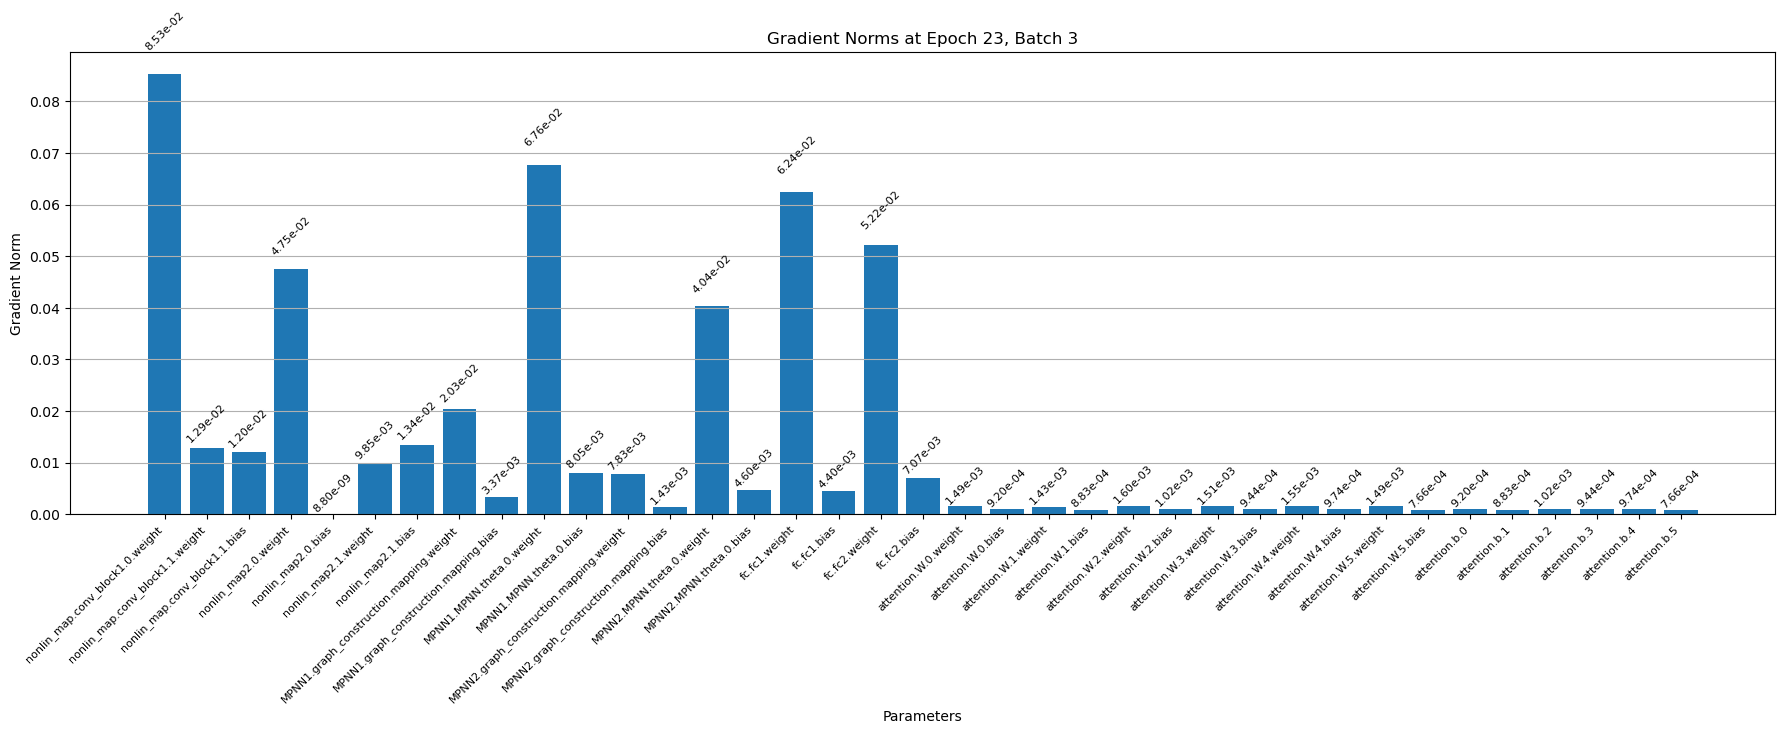 Gradient Norms at Epoch 23, Batch 3
Gradient Norm
0.08
0.07
0.06
0.05
0.04
0.03
0.02
0.01
0.00
8.53e-02
1.29e-02
1.20e-02
4.75e-02
8.80e-09
9.85e-03
1.34e-02
2.03e-02
3.37e-03
6.76e-02
8.05e-03
7.83e-03
1.43e-03
4.04e-02
4.60e-03
6.24e-02
4.40e-03
5.22e-02
7.07e-03
1.49e-03
9.20e-04
1.43e-03
8.83e-04
1.60e-03
1.02e-03
1.51e-03
9.44e-04
1.55e-03
9.74e-04
1.49e-03
7.66e-04
9.20e-04
8.83e-04
1.02e-03
9.44e-04
9.74e-04
7.66e-04
nonlin_map.conv_block1.0.weight
nonlin_map.conv_block1.1.weight
nonlin_map.conv_block1.1.bias
nonlin_map2.0.weight
nonlin_map2.0.bias
nonlin_map2.1.weight
nonlin_map2.1.bias
MPNN1.graph_construction.mapping.weight
MPNN1.graph_construction.mapping.bias
MPNN1.MPNN.theta.0.weight
MPNN1.MPNN.theta.0.bias
MPNN2.graph_construction.mapping.weight
MPNN2.graph_construction.mapping.bias
MPNN2.MPNN.theta.0.weight
MPNN2.MPNN.theta.0.bias
fc.fc1.weight
fc.fc1.bias
fc.fc2.weight
fc.fc2.bias
attention.W.0.weight
attention.W.0.bias
attention.W.1.weight
attention.W.1.bias
attention.W.2.weight
attention.W.2.bias
attention.W.3.weight
attention.W.3.bias
attention.W.4.weight
attention.W.4.bias
attention.W.5.weight
attention.W.5.bias
attention.b.0
attention.b.1
attention.b.2
attention.b.3
attention.b.4
attention.b.5
Parameters